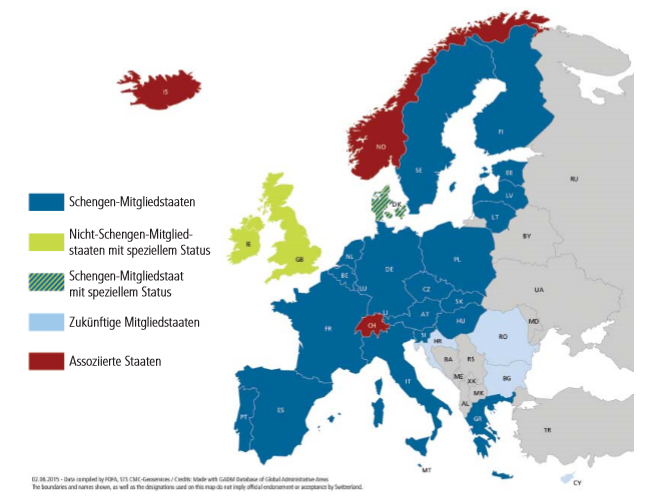 IS
NO
FI
SE
RU
EE
LV
LT
DK
BY
IE
GB
NL
BE
LU
DE
PL
CZ
SK
UA
MD
FR
LI
CH
AT
HU
SI
HR
RO
BA
RS
ME
XK
BG
MK
AL
IT
PT
ES
GR
TR
MT
CY
Schengen-Mitgliedstaaten
Nicht-Schengen-Mitglied-
staaten mit speziellem Status
Schengen-Mitgliedstaat
mit speziellem Status
Zukünftige Mitgliedstaaten
Assoziierte Staaten
02.06.2015 - Data compiled by FDFA, STS CMC-Geoservices / Credits: Made with GADM Database of Global Administrative Areas
The boundaries and names shown, as well as the designations used on this map do not imply official endorsement or acceptance by Switzerland.